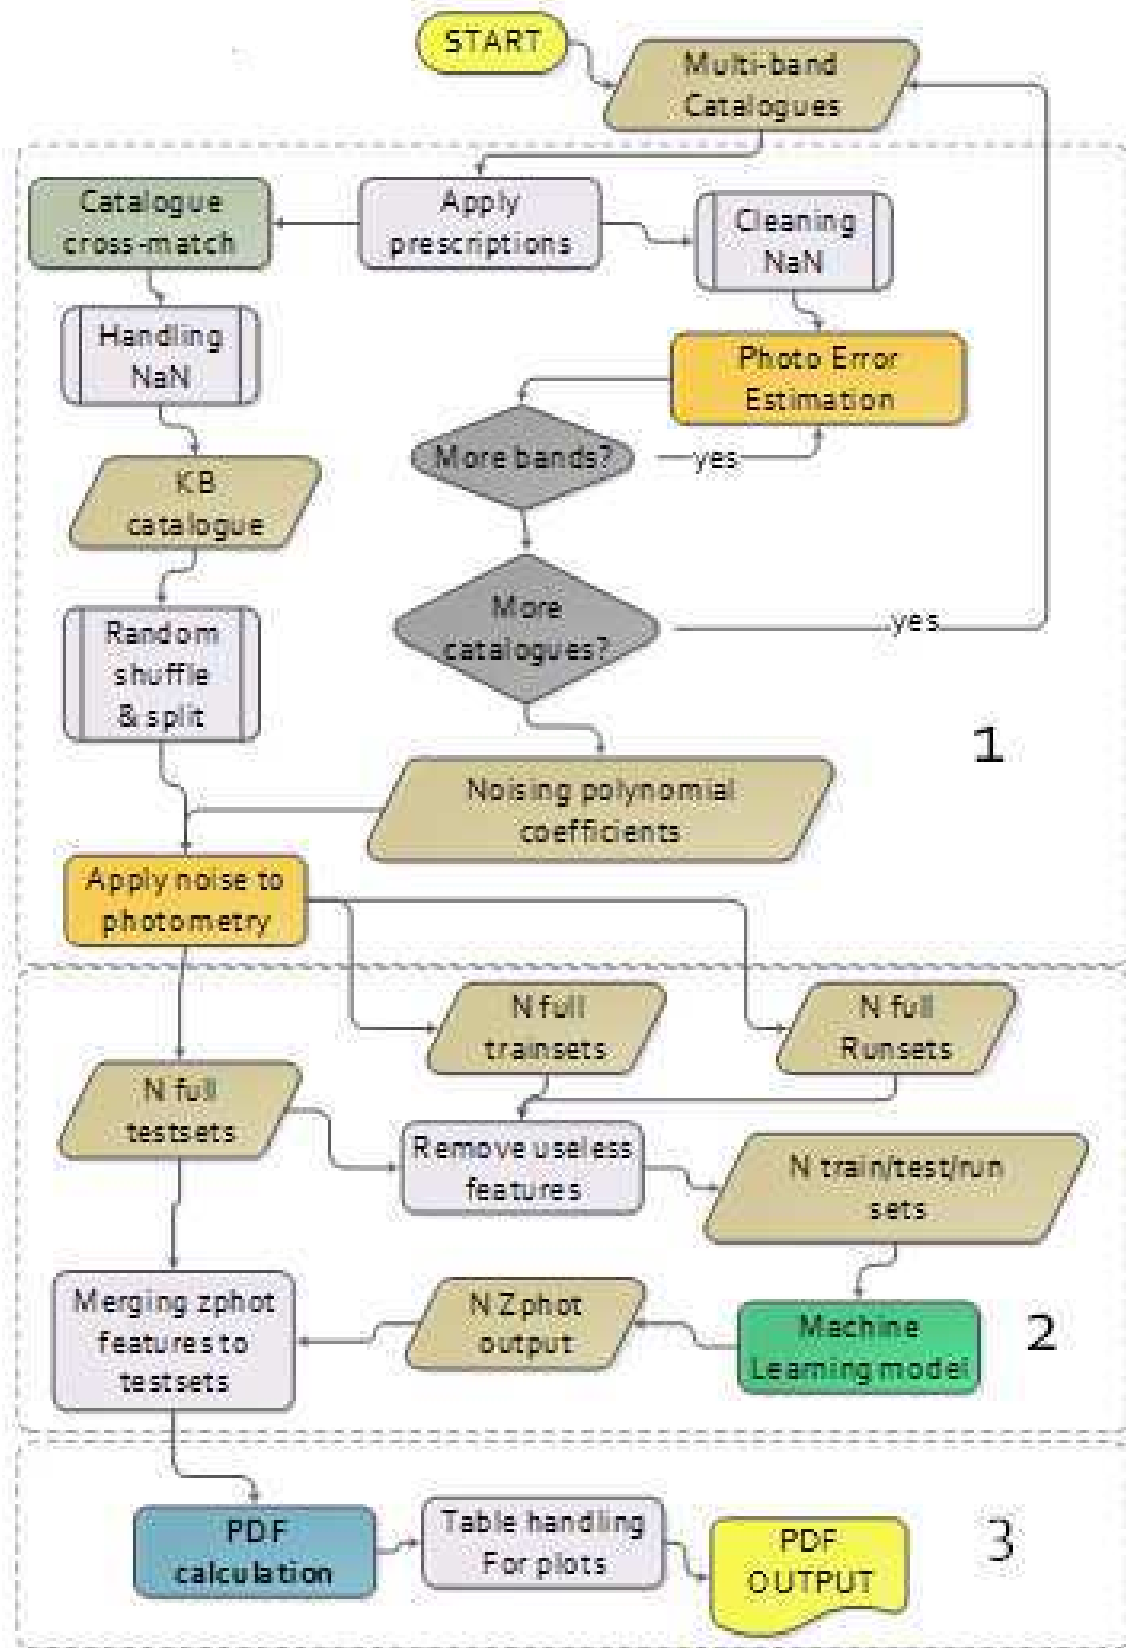 START
Multi-band
Catalogues
Catalogue
cross-match
Apply
prescriptions
Cleaning
NaN
Handling
NaN
Photo Error
Estimation
More bands?
yes
KB
catalogue
More
catalogues?
yes
Random
shuffle
& split
1
Noising polynomial
coefficients
Apply noise to
photometry
N full
trainsets
N full
Runsets
N full
testsets
Remove useless
features
N train/test/run
sets
Merging zphot
features to
testsets
N Zphot
output
Machine
Learning model
2
PDF
calculation
Table handling
For plots
PDF
OUTPUT
3